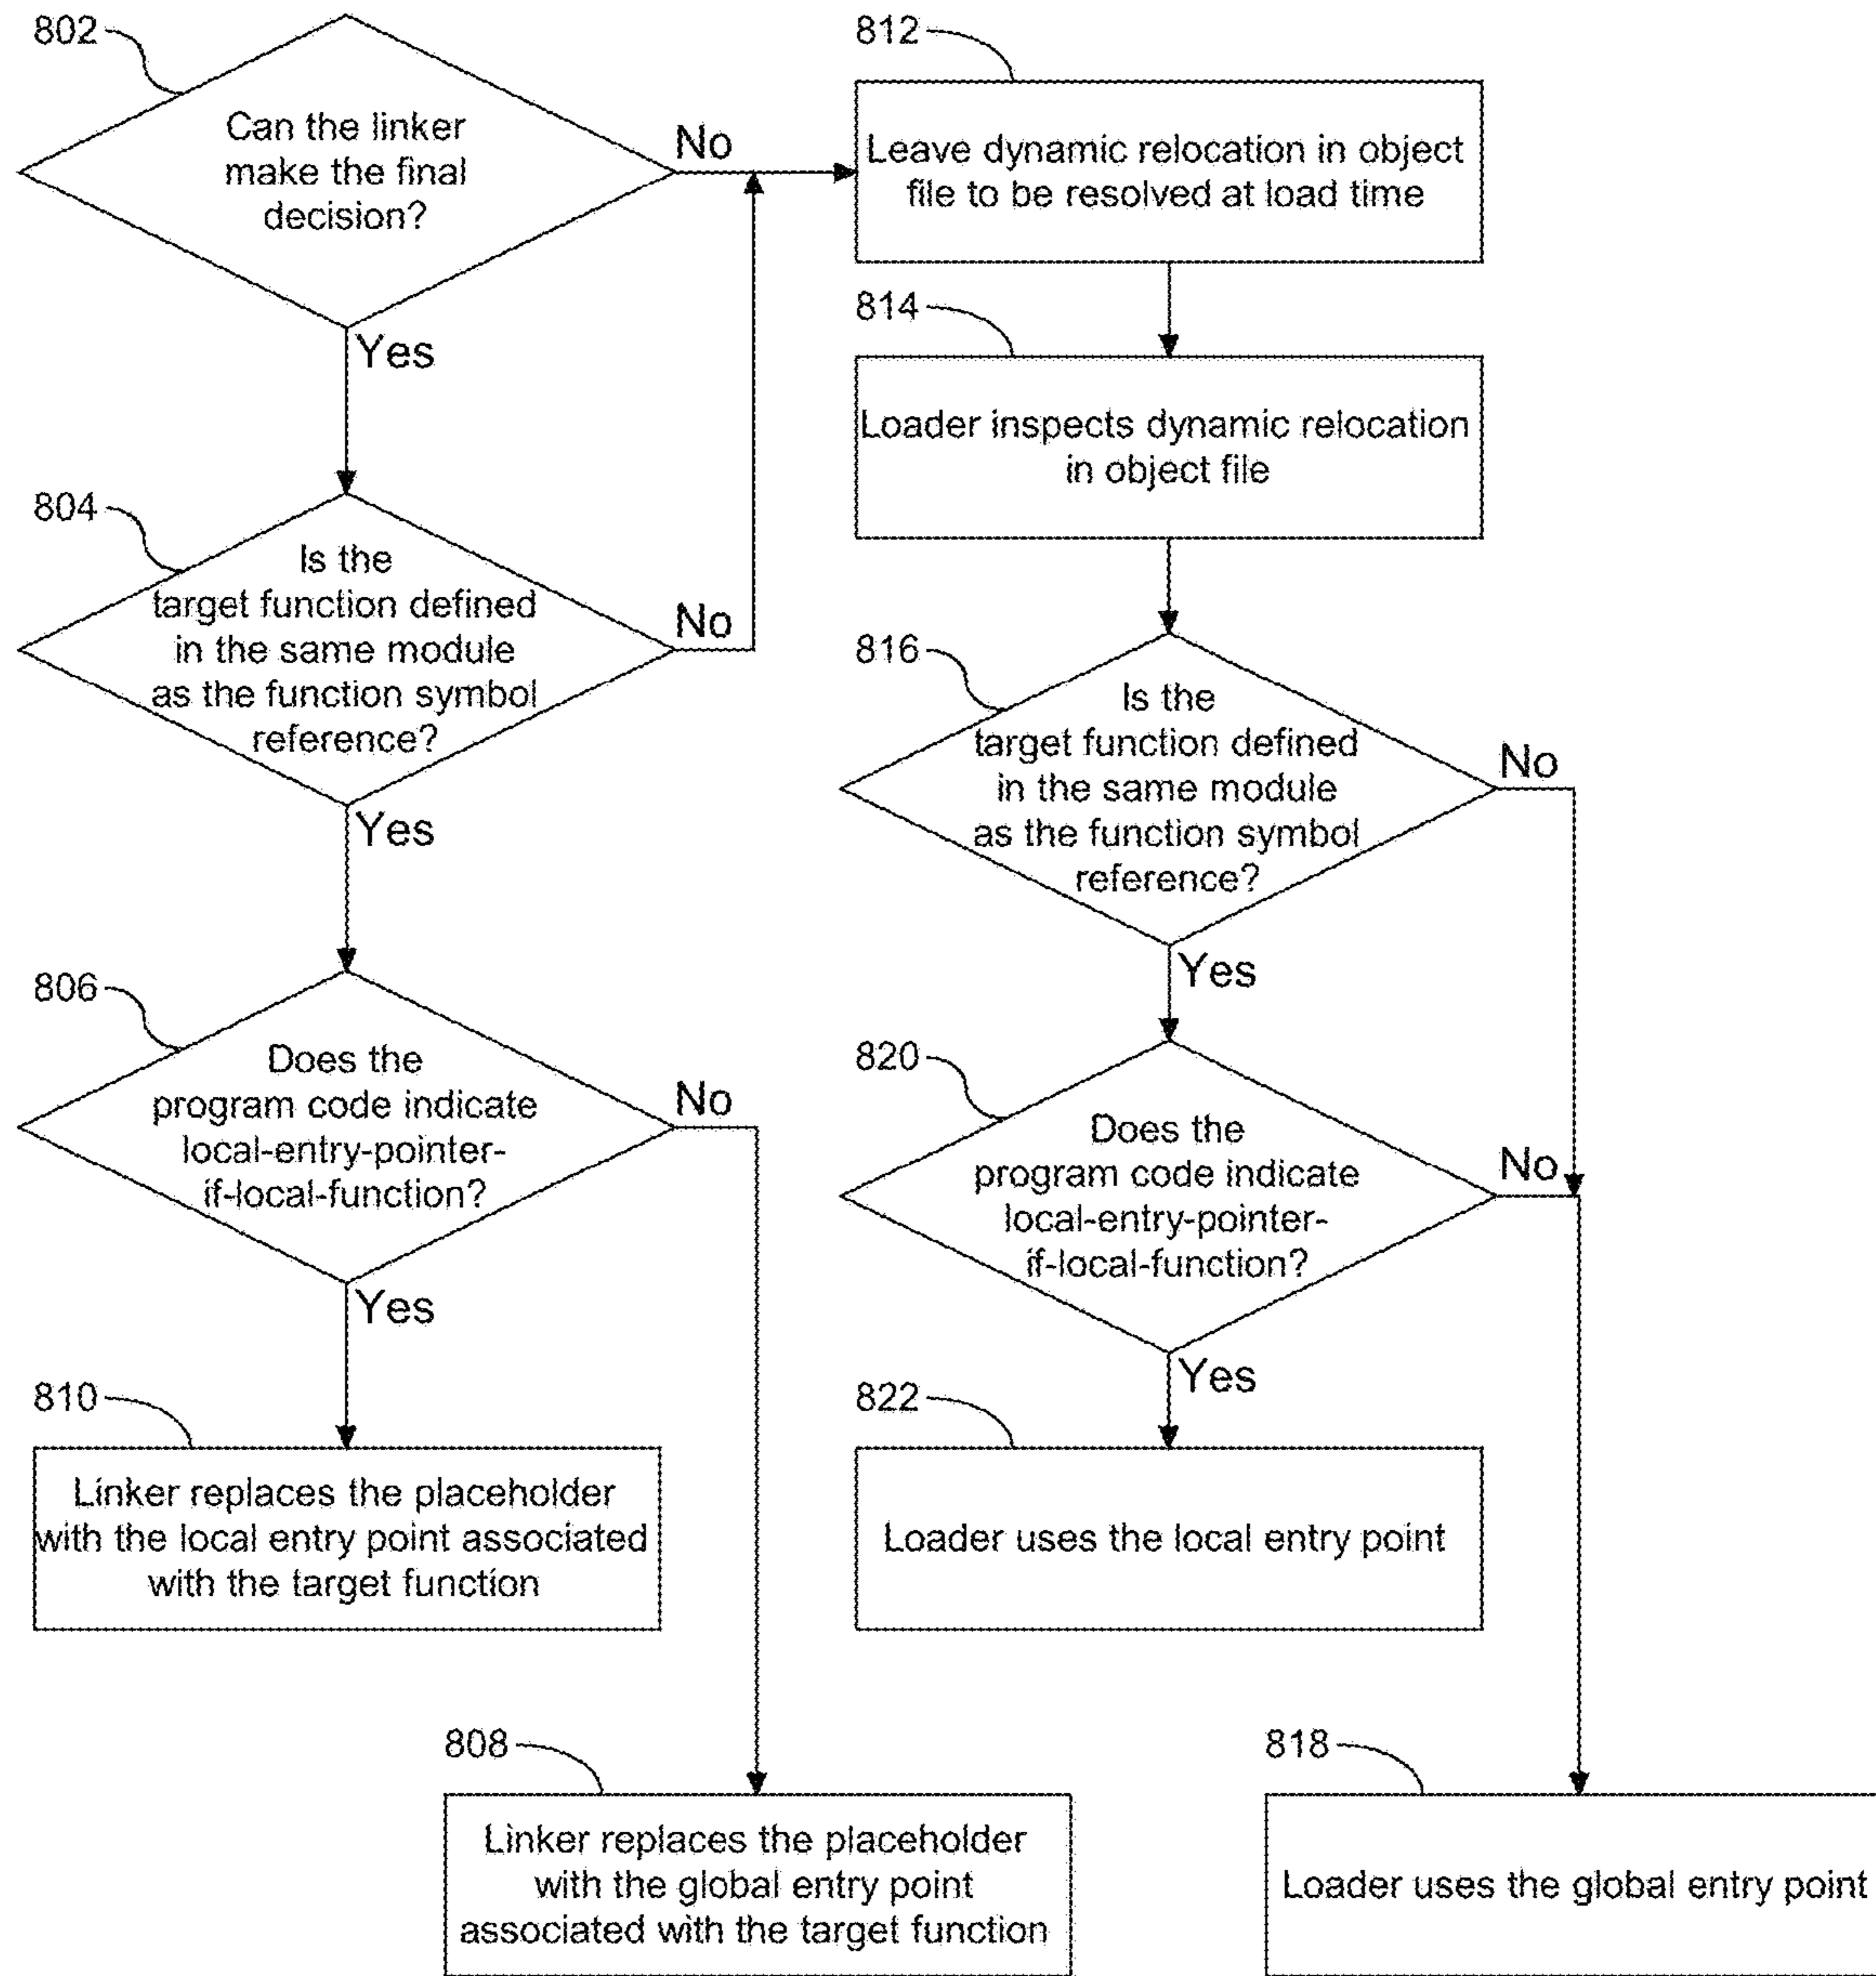 802
Can the linker
make the final
decision?
No
Yes
804
Is the
target function defined
in the same module
as the function symbol
reference?
No
Yes
806
Does the
program code indicate
local-entry-pointer-
if-local-function?
No
Yes
810
Linker replaces the placeholder
with the local entry point associated
with the target function
808
Linker replaces the placeholder
with the global entry point
associated with the target function
812
Leave dynamic relocation in object
file to be resolved at load time
814
Loader inspects dynamic relocation
in object file
816
Is the
target function defined
in the same module
as the function symbol
reference?
No
Yes
820
Does the
program code indicate
local-entry-pointer-
if-local-function?
No
Yes
822
Loader uses the local entry point
818
Loader uses the global entry point